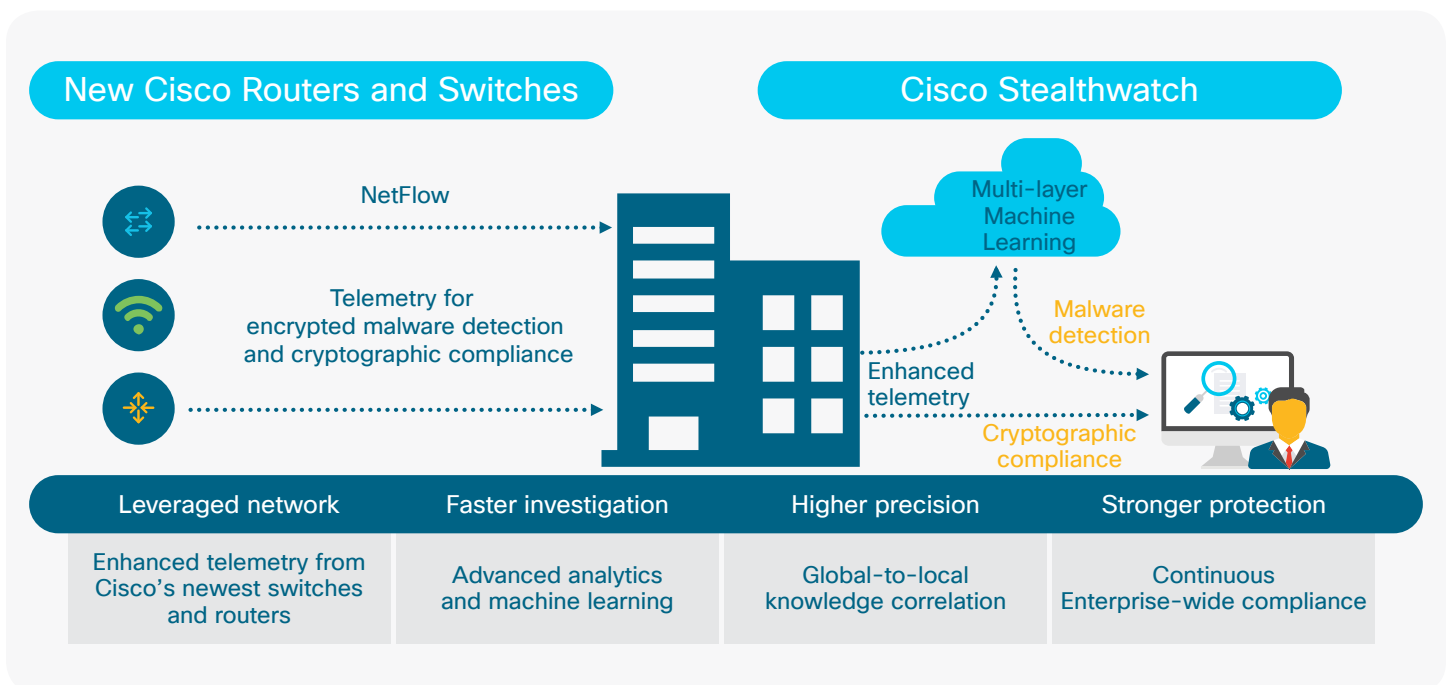 New Cisco Routers and Switches
Cisco Stealthwatch
NetFlow
Telemetry for
encrypted malware detection
and cryptographic compliance
Multi-layer
Machine
Learning
Malware
detection
Enhanced
telemetry
Cryptographic
compliance
Leveraged network
Faster investigation
Higher precision
Stronger protection
Enhanced telemetry from
Cisco's newest switches
and routers
Advanced analytics
and machine learning
Global-to-local
knowledge correlation
Continuous
Enterprise-wide compliance